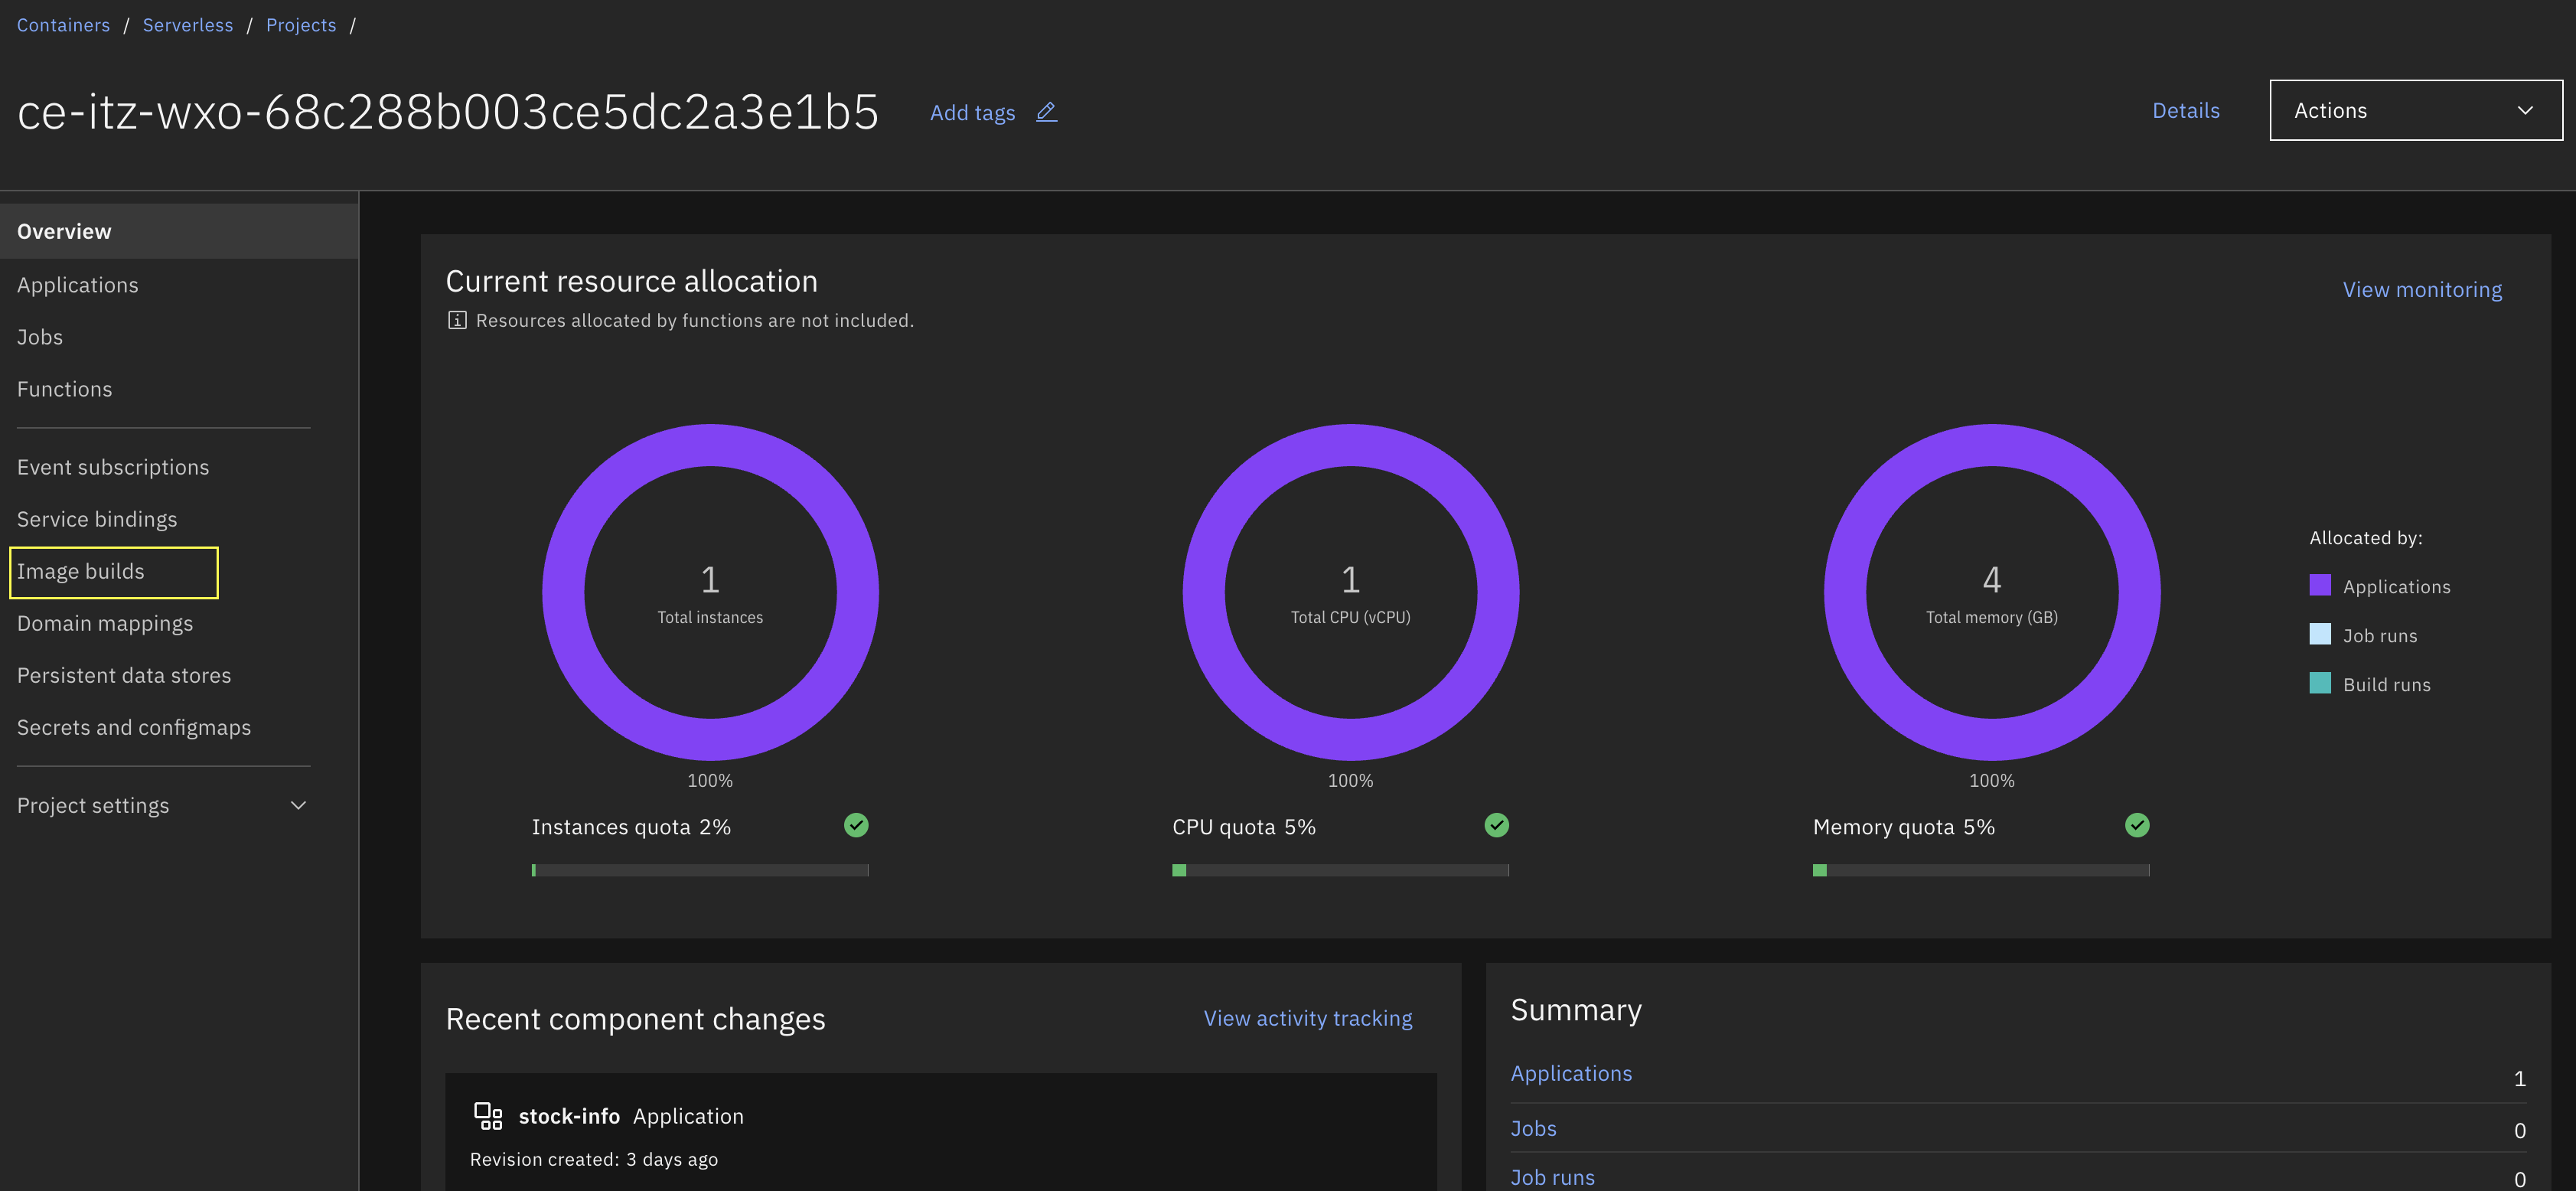 Containers / Serverless / Projects /
ce-itz-wxo-68c288b003ce5dc2a3e1b5
Add tags
Details
Actions
Overview
Applications
Jobs
Functions
Event subscriptions
Service bindings
Image builds
Domain mappings
Persistent data stores
Secrets and configmaps
Project settings
Current resource allocation
View monitoring
Resources allocated by functions are not included.
1
Total instances
100%
Instances quota 2%
1
Total CPU (vCPU)
100%
CPU quota 5%
4
Total memory (GB)
100%
Memory quota 5%
Allocated by:
Applications
Job runs
Build runs
Recent component changes
View activity tracking
stock-info Application
Revision created: 3 days ago
Summary
Applications 1
Jobs 0
Job runs 0